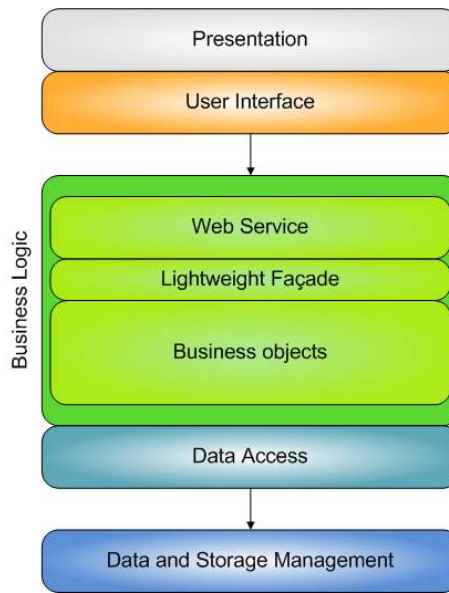 Presentation
User Interface
Business Logic
Web Service
Lightweight Façade
Business objects
Data Access
Data and Storage Management